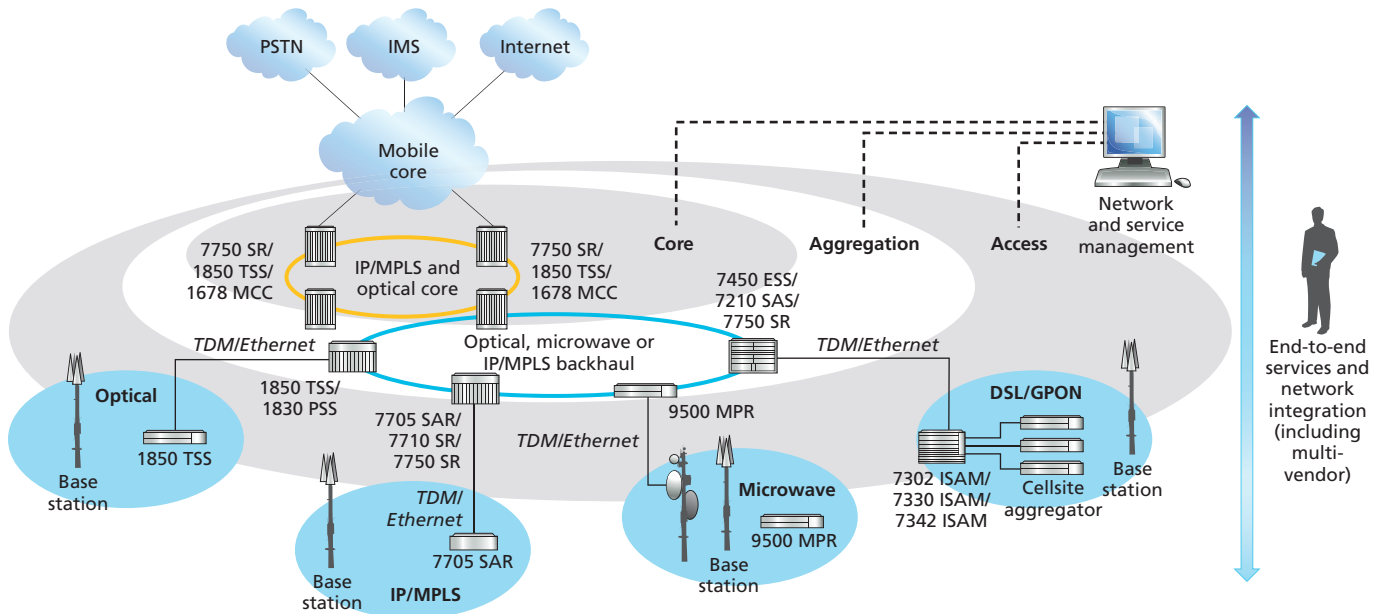 PSTN
IMS
Internet
Mobile
core
Network
and service
management
Core
Aggregation
Access
7750 SR/
1850 TSS/
1678 MCC
IP/MPLS and
optical core
7750 SR/
1850 TSS/
1678 MCC
7450 ESS/
7210 SAS/
7750 SR
TDM/Ethernet
Optical, microwave or
IP/MPLS backhaul
TDM/Ethernet
End-to-end
services and
network
integration
(including
multi-
vendor)
Optical
1850 TSS
Base
station
1850 TSS/
1830 PSS
7705 SAR/
7710 SR/
7750 SR
9500 MPR
TDM/Ethernet
DSL/GPON
7302 ISAM/
7330 ISAM/
7342 ISAM
Cellsite
aggregator
Base
station
TDM/
Ethernet
7705 SAR
Base
station
IP/MPLS
Microwave
9500 MPR
Base
station